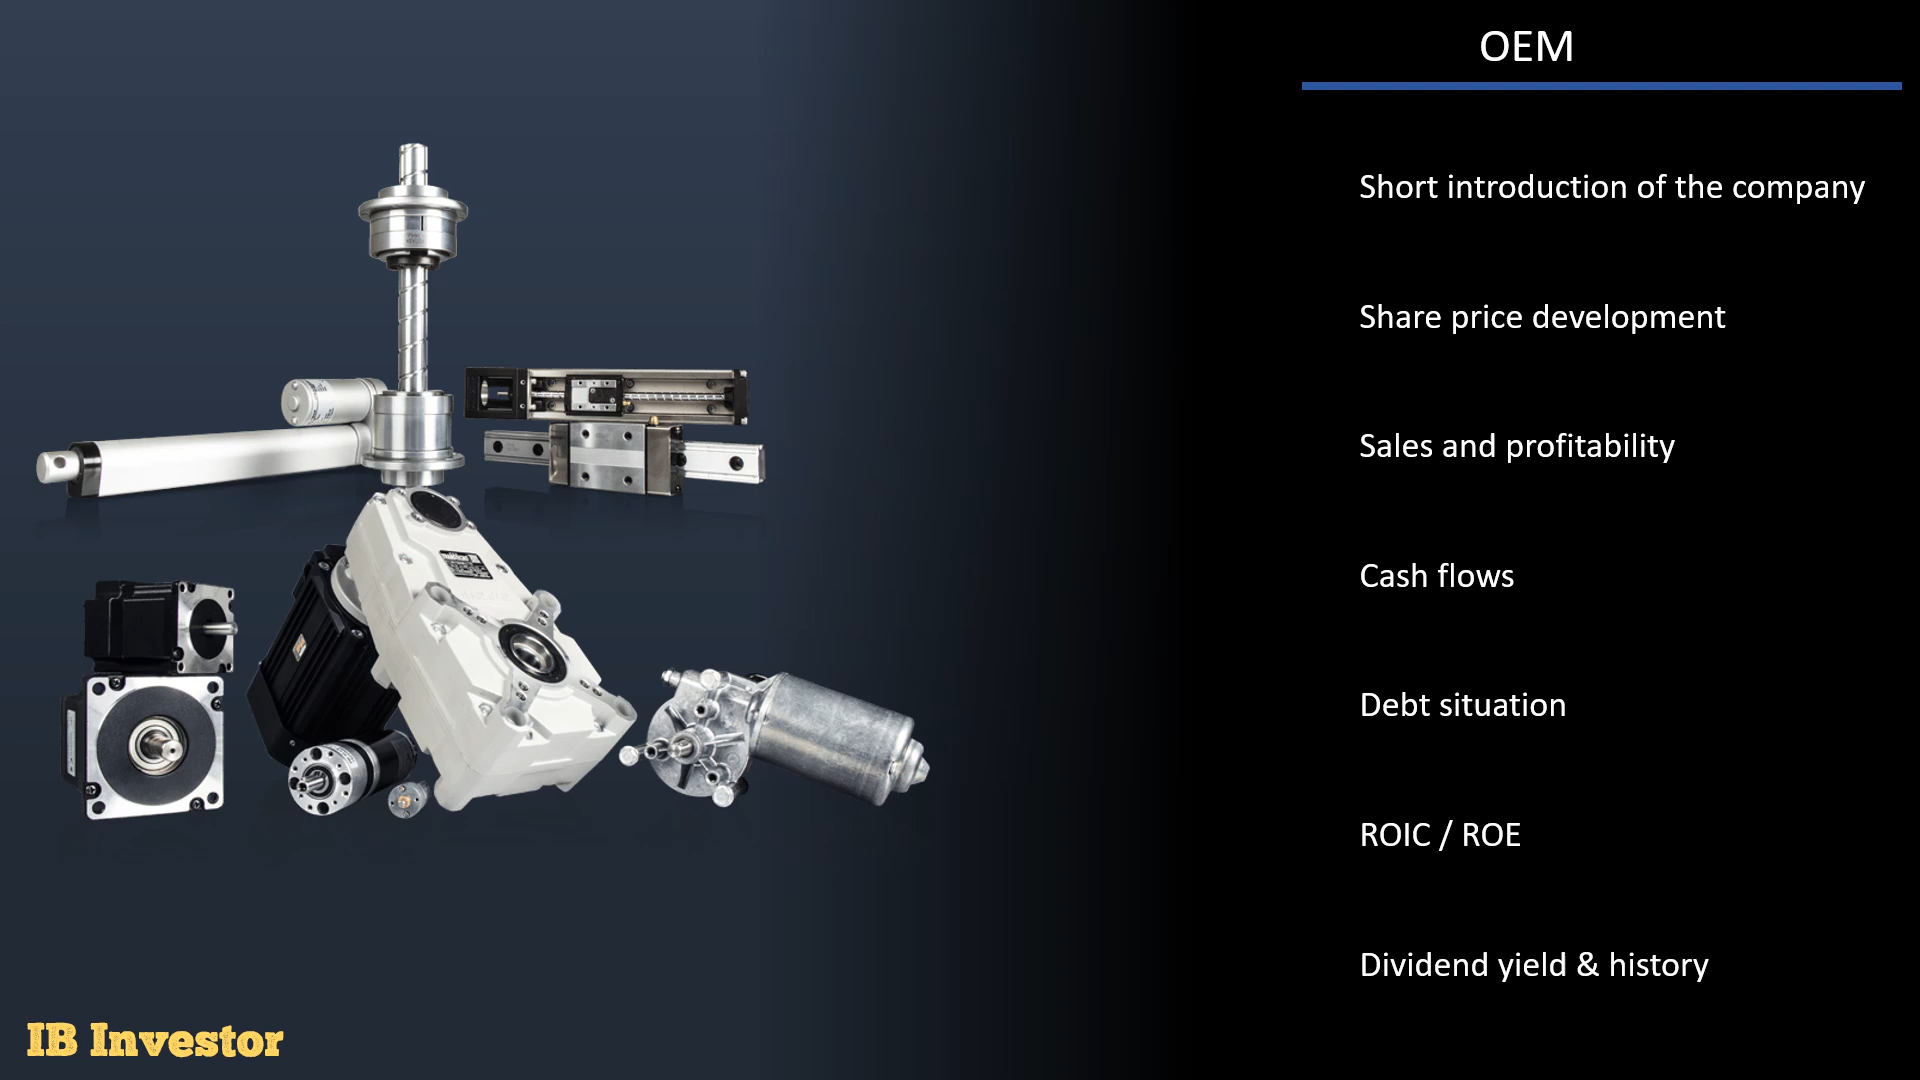 OEM
Short introduction of the company
Share price development
Sales and profitability
Cash flows
Debt situation
ROIC / ROE
Dividend yield & history
IB Investor